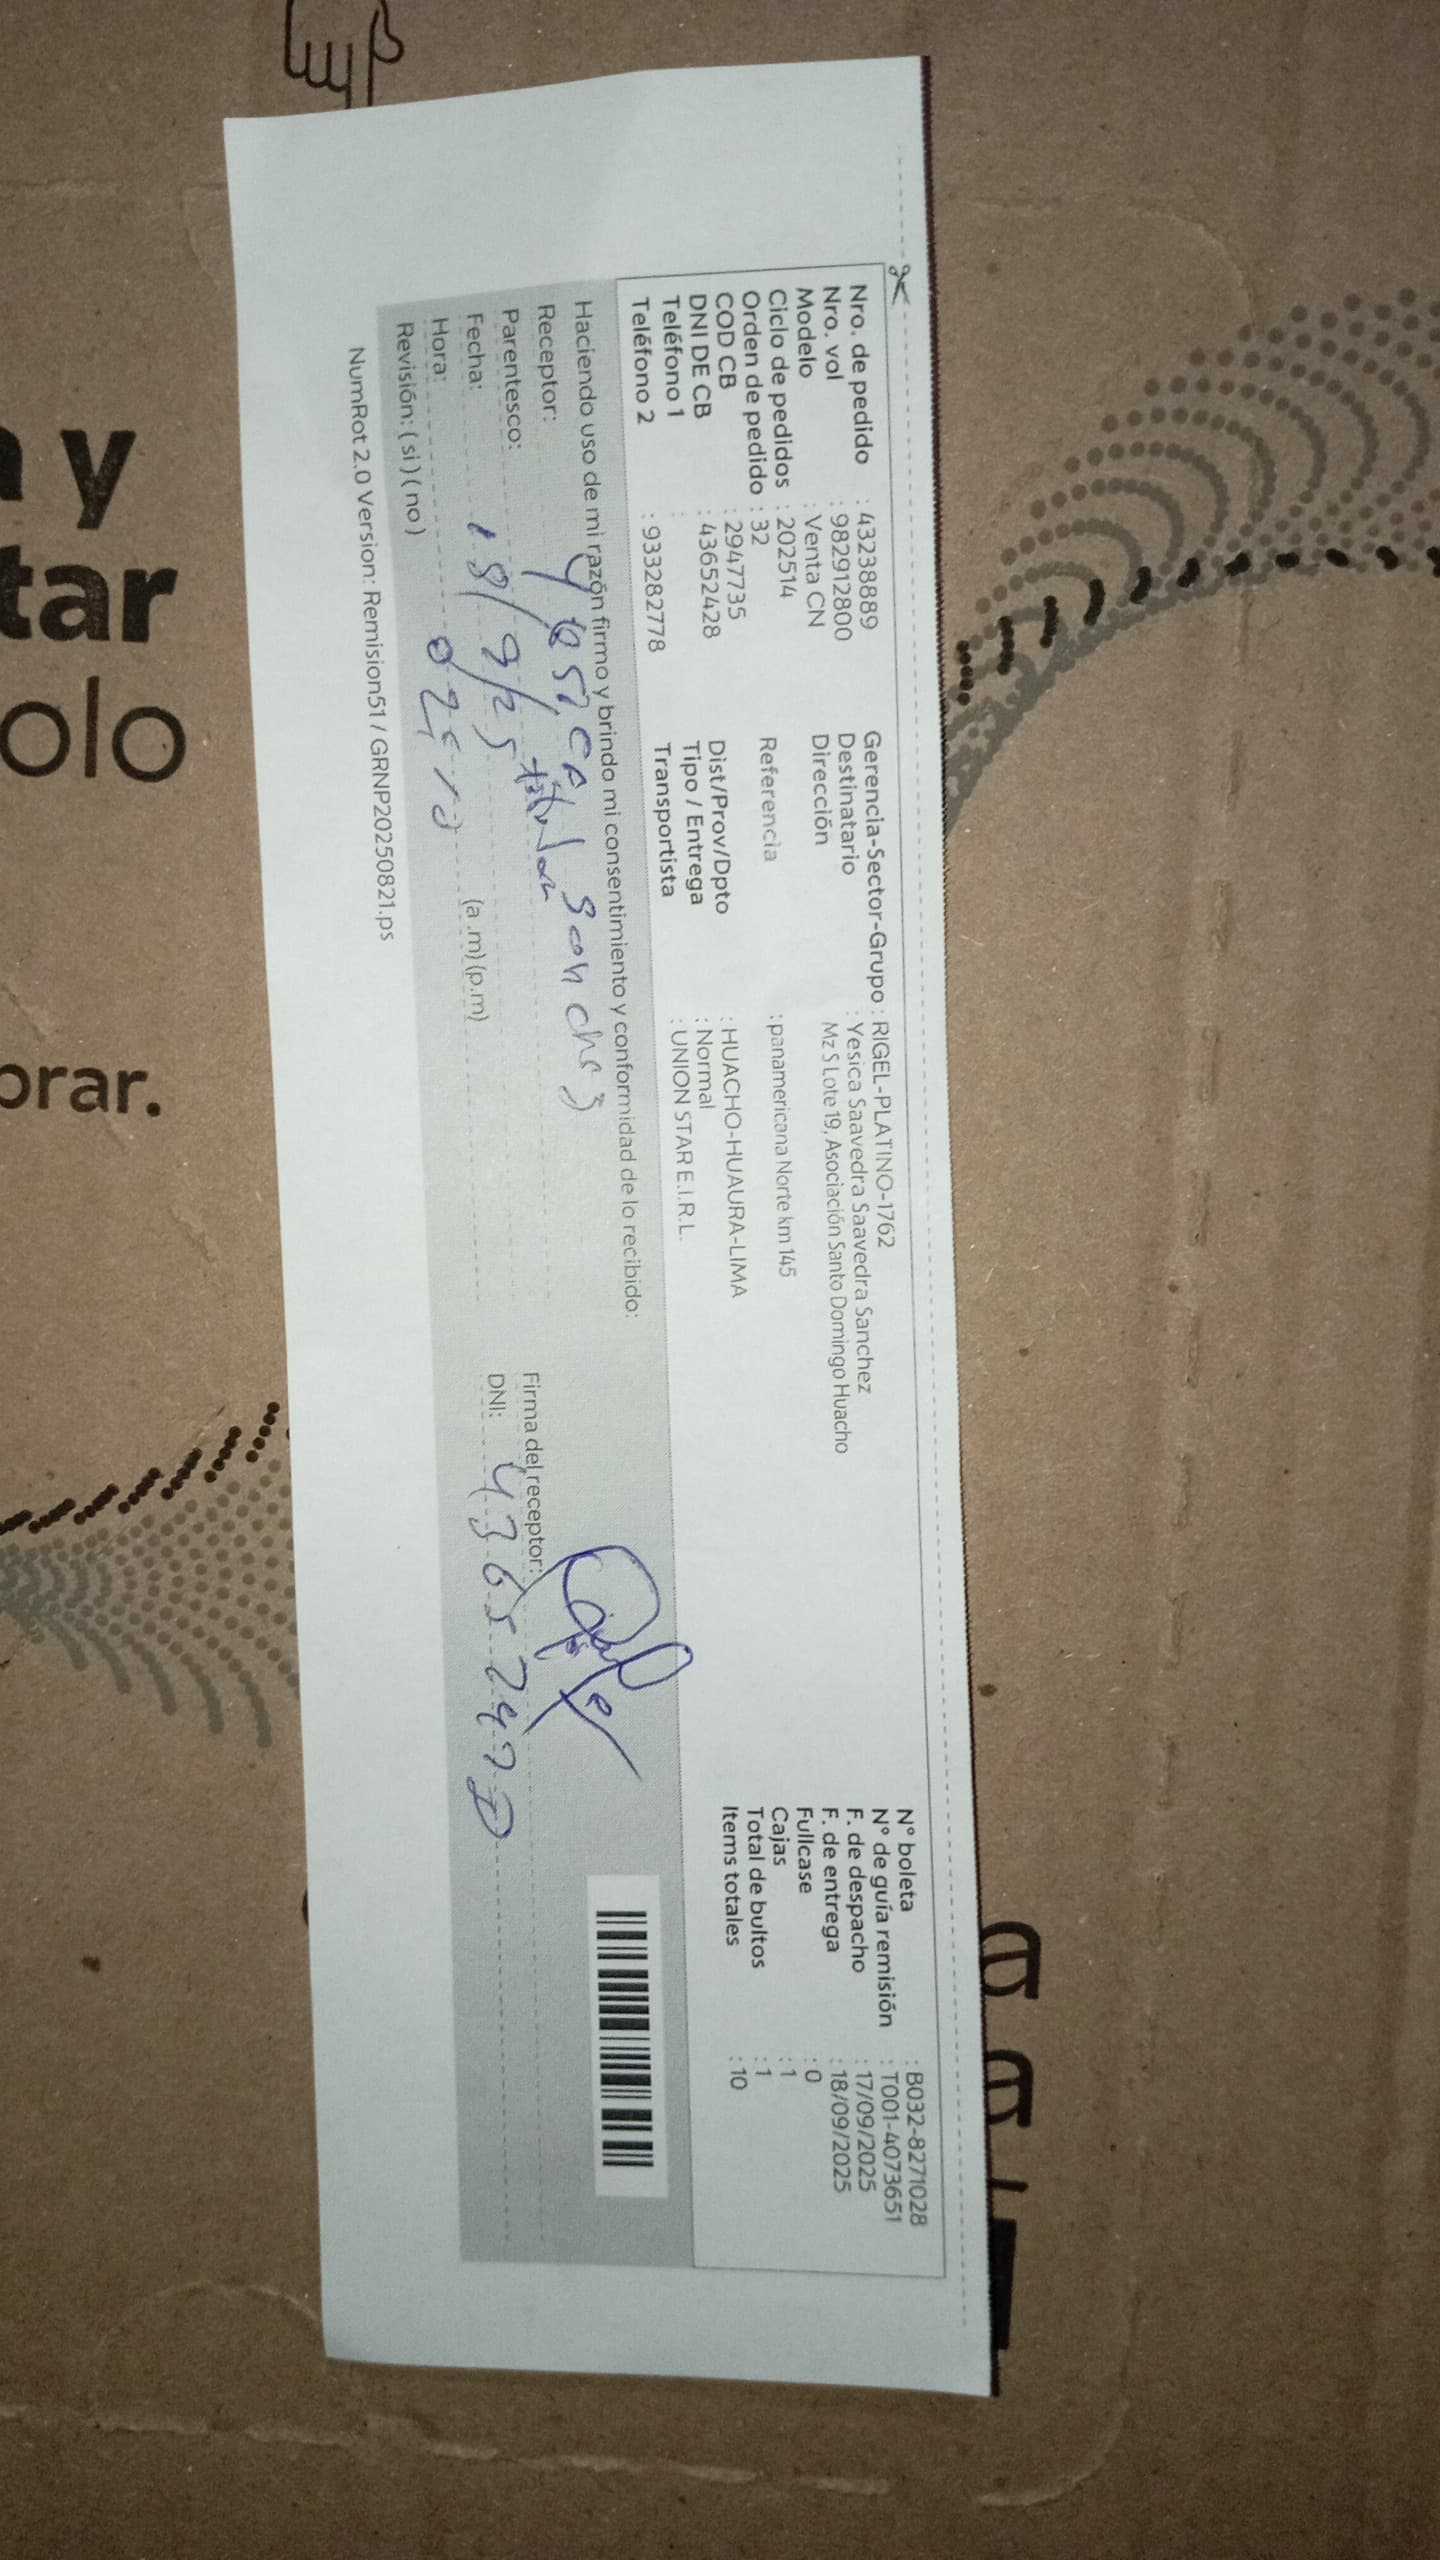 Nro. de pedido : 43238889
Nro. vol : 982912800
Modelo : Venta CN
Ciclo de pedidos : 202514
Orden de pedido : 32
COD CB : 2947735
DNI DE CB : 43652428
Teléfono 1 :
Teléfono 2 : 933282778
Gerencia-Sector-Grupo : RIGEL-PLATINO-1762
Destinatario : Yesica Saavedra Saavedra Sanchez
Dirección Mz S Lote 19, Asociación Santo Domingo Huacho
Referencia : panamericana Norte km 145
Dist/Prov/Dpto : HUACHO-HUAURA-LIMA
Tipo / Entrega : Normal
Transportista : UNION STAR E.I.R.L.
N° boleta : B032-8271028
N° de guía remisión : T001-4073651
F. de despacho : 17/09/2025
F. de entrega : 18/09/2025
Fullcase : 0
Cajas : 1
Total de bultos : 1
Items totales : 10
Haciendo uso de mi razón firmo y brindo mi consentimiento y conformidad de lo recibido:
Receptor: Yesica Sanchez
Parentesco: titular
Fecha: 18/9/25
Hora: (a.m) (p.m)
Revisión: ( si ) ( no )
Firma del receptor:
DNI:
NumRot 2.0 Version: Remision51 / GRNP20250821.ps
y
tar
olo
orar.